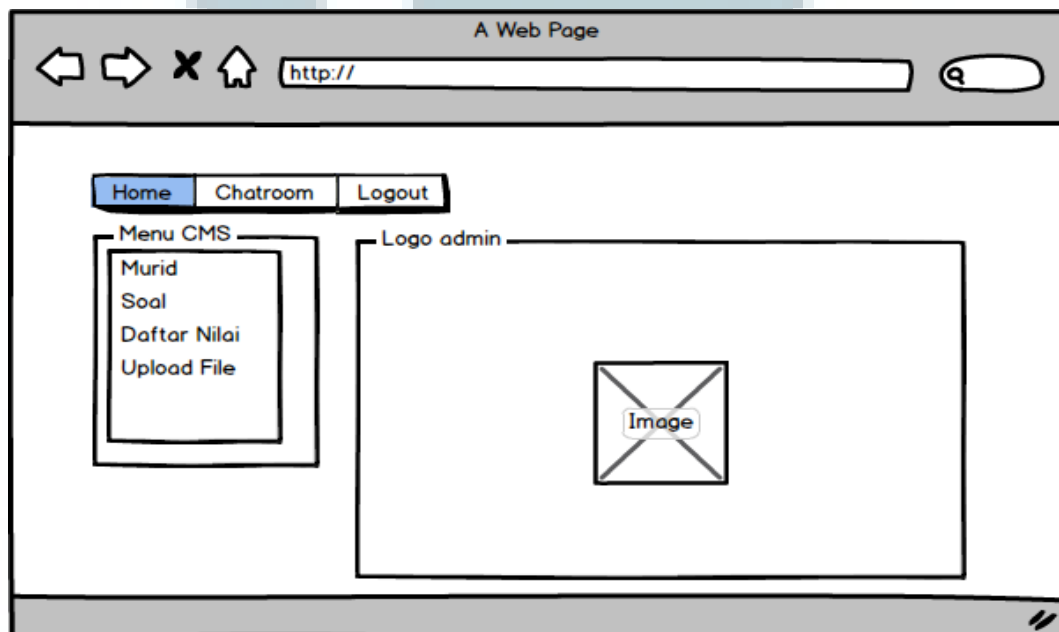 A Web Page
http://
Home Chatroom Logout
Menu CMS
Murid
Soal
Daftar Nilai
Upload File
Logo admin
Image